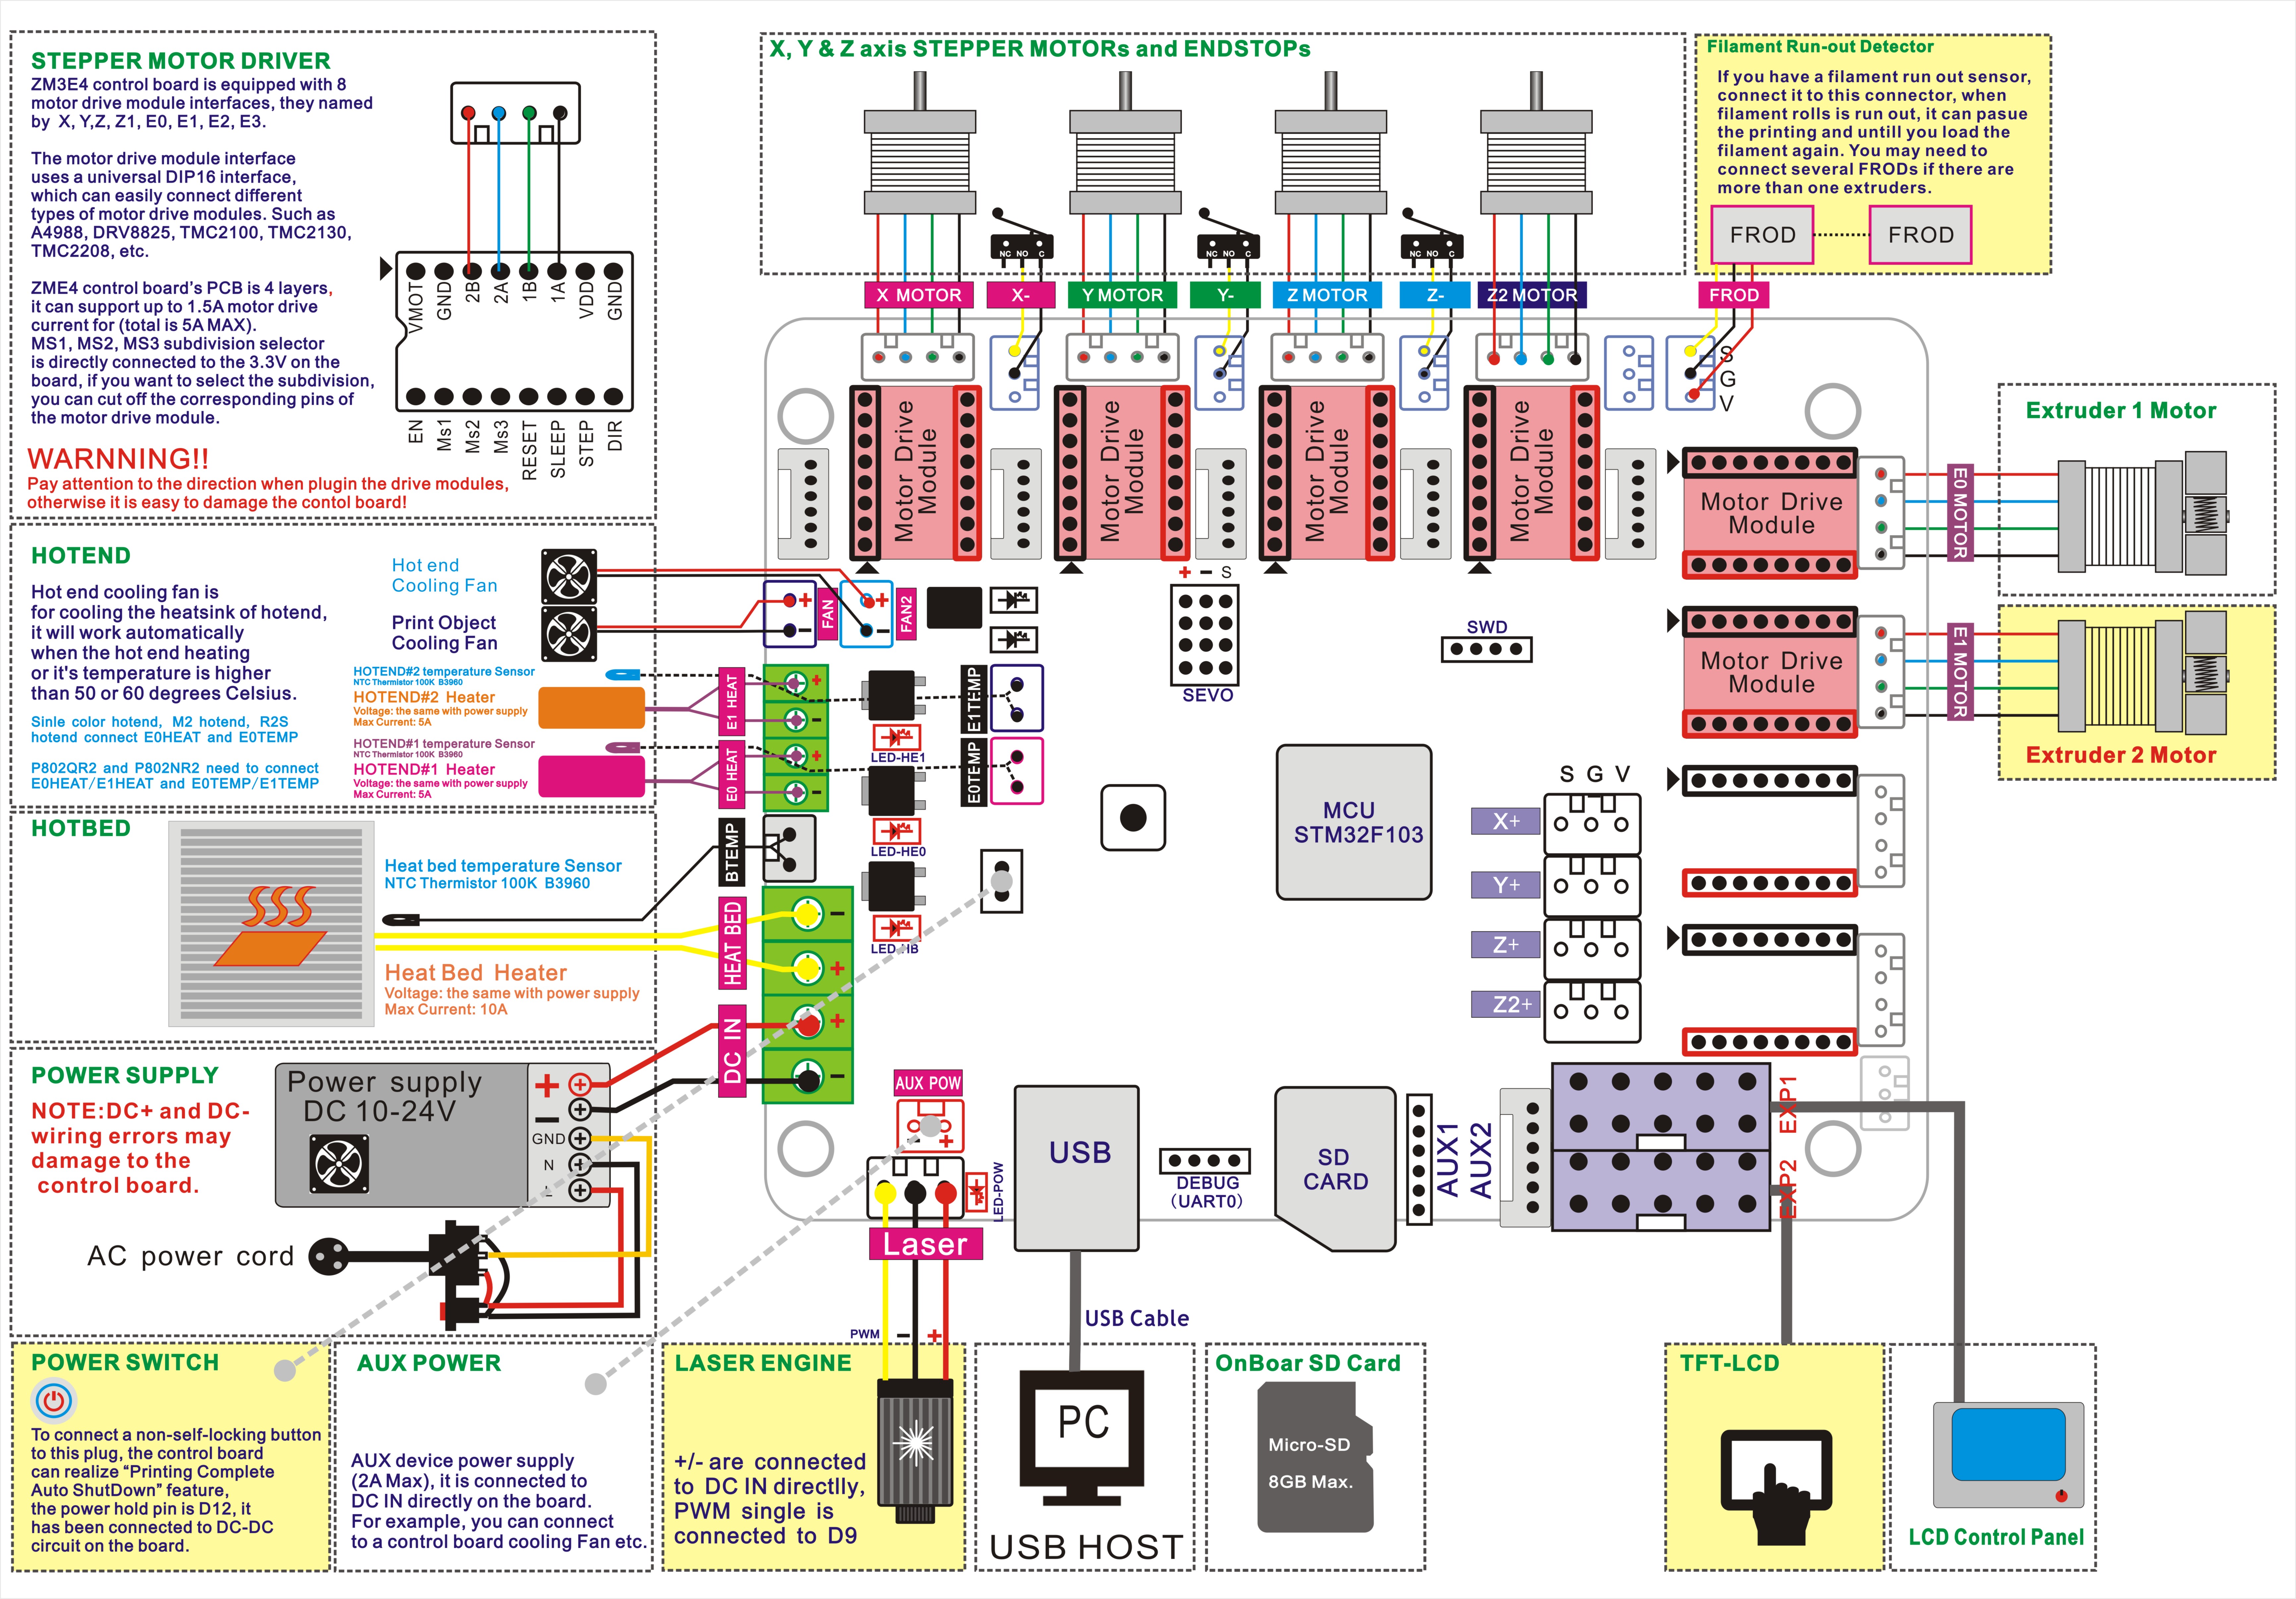 STEPPER MOTOR DRIVER
ZM3E4 control board is equipped with 8
motor drive module interfaces, they named
by X, Y,Z, Z1, E0, E1, E2, E3.
The motor drive module interface
uses a universal DIP16 interface,
which can easily connect different
types of motor drive modules. Such as
A4988, DRV8825, TMC2100, TMC2130,
TMC2208, etc.
ZME4 control board's PCB is 4 layers,
it can support up to 1.5A motor drive
current for (total is 5A MAX).
MS1, MS2, MS3 subdivision selector
is directly connected to the 3.3V on the
board, if you want to select the subdivision,
you can cut off the corresponding pins of
the motor drive module.
WARNNING!!
Pay attention to the direction when plugin the drive modules,
otherwise it is easy to damage the contol board!
VMOT
GND
2B
2A
1B
1A
VDD
GND
EN
Ms1
Ms2
Ms3
RESET
SLEEP
STEP
DIR
X, Y & Z axis STEPPER MOTORs and ENDSTOPs
NC NO C
NC NO C
NC NO C
X MOTOR
X-
Y MOTOR
Y-
Z MOTOR
Z-
Z2 MOTOR
FROD
Filament Run-out Detector
If you have a filament run out sensor,
connect it to this connector, when
filament rolls is run out, it can pasue
the printing and untill you load the
filament again. You may need to
connect several FRODs if there are
more than one extruders.
FROD
FROD
S
G
V
Motor Drive
Module
Motor Drive
Module
Motor Drive
Module
Motor Drive
Module
Motor Drive
Module
E0 MOTOR
Extruder 1 Motor
Motor Drive
Module
E1 MOTOR
Extruder 2 Motor
HOTEND
Hot end cooling fan is
for cooling the heatsink of hotend,
it will work automatically
when the hot end heating
or it's temperature is higher
than 50 or 60 degrees Celsius.
Sinle color hotend, M2 hotend, R2S
hotend connect E0HEAT and E0TEMP
P802QR2 and P802NR2 need to connect
E0HEAT/E1HEAT and E0TEMP/E1TEMP
Hot end
Cooling Fan
Print Object
Cooling Fan
HOTEND#2 temperature Sensor
NTC Thermistor 100K B3960
HOTEND#2 Heater
Voltage: the same with power supply
Max Current: 5A
HOTEND#1 temperature Sensor
NTC Thermistor 100K B3960
HOTEND#1 Heater
Voltage: the same with power supply
Max Current: 5A
+
-
FAN
+
-
FAN2
E1 HEAT
+
-
E0 HEAT
+
-
LED-HE1
LED-HE0
LED-HB
E1TEMP
E0TEMP
+ - S
SEVO
SWD
MCU
STM32F103
S G V
X+
Y+
Z+
Z2+
HOTBED
Heat bed temperature Sensor
NTC Thermistor 100K B3960
Heat Bed Heater
Voltage: the same with power supply
Max Current: 10A
BTEMP
HEAT BED
-
+
DC IN
+
-
POWER SUPPLY
NOTE:DC+ and DC-
wiring errors may
damage to the
control board.
Power supply
DC 10-24V
+
-
GND
N
L
AC power cord
AUX POW
- +
LED-POW
Laser
PWM - +
USB
DEBUG
(UART0)
SD
CARD
AUX1
AUX2
EXP1
EXP2
USB Cable
POWER SWITCH
To connect a non-self-locking button
to this plug, the control board
can realize “Printing Complete
Auto ShutDown” feature,
the power hold pin is D12, it
has been connected to DC-DC
circuit on the board.
AUX POWER
AUX device power supply
(2A Max), it is connected to
DC IN directly on the board.
For example, you can connect
to a control board cooling Fan etc.
LASER ENGINE
+/- are connected
to DC IN directlly,
PWM single is
connected to D9
PC
USB HOST
OnBoar SD Card
Micro-SD
8GB Max.
TFT-LCD
LCD Control Panel